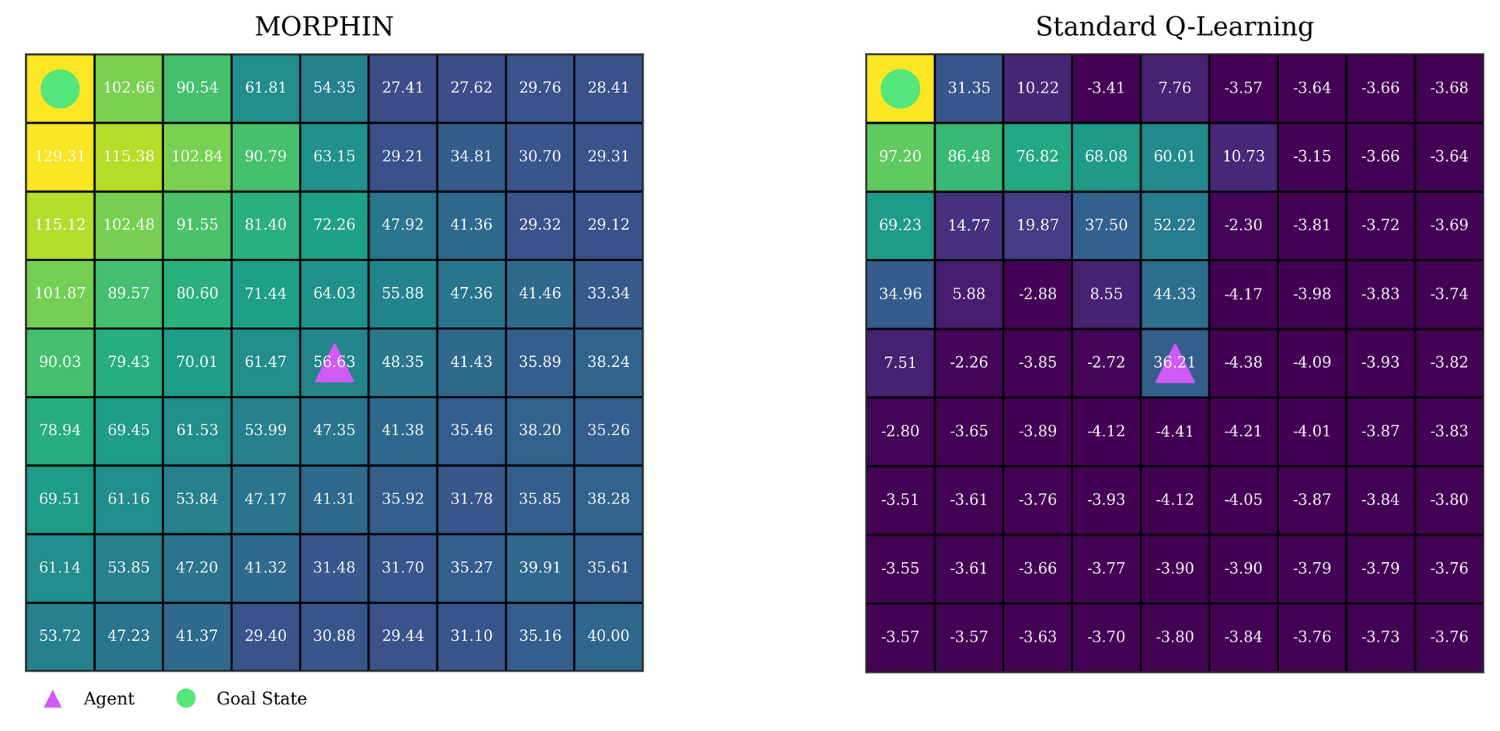 MORPHIN
102.66 90.54 61.81 54.35 27.41 27.62 29.76 28.41
129.31 115.38 102.84 90.79 63.15 29.21 34.81 30.70 29.31
115.12 102.48 91.55 81.40 72.26 47.92 41.36 29.32 29.12
101.87 89.57 80.60 71.44 64.03 55.88 47.36 41.46 33.34
90.03 79.43 70.01 61.47 56.63 48.35 41.43 35.89 38.24
78.94 69.45 61.53 53.99 47.35 41.38 35.46 38.20 35.26
69.51 61.16 53.84 47.17 41.31 35.92 31.78 35.85 38.28
61.14 53.85 47.20 41.32 31.48 31.70 35.27 39.91 35.61
53.72 47.23 41.37 29.40 30.88 29.44 31.10 35.16 40.00
Agent
Goal State
Standard Q-Learning
31.35 10.22 -3.41 7.76 -3.57 -3.64 -3.66 -3.68
97.20 86.48 76.82 68.08 60.01 10.73 -3.15 -3.66 -3.64
69.23 14.77 19.87 37.50 52.22 -2.30 -3.81 -3.72 -3.69
34.96 5.88 -2.88 8.55 44.33 -4.17 -3.98 -3.83 -3.74
7.51 -2.26 -3.85 -2.72 36.21 -4.38 -4.09 -3.93 -3.82
-2.80 -3.65 -3.89 -4.12 -4.41 -4.21 -4.01 -3.87 -3.83
-3.51 -3.61 -3.76 -3.93 -4.12 -4.05 -3.87 -3.84 -3.80
-3.55 -3.61 -3.66 -3.77 -3.90 -3.90 -3.79 -3.79 -3.76
-3.57 -3.57 -3.63 -3.70 -3.80 -3.84 -3.76 -3.73 -3.76